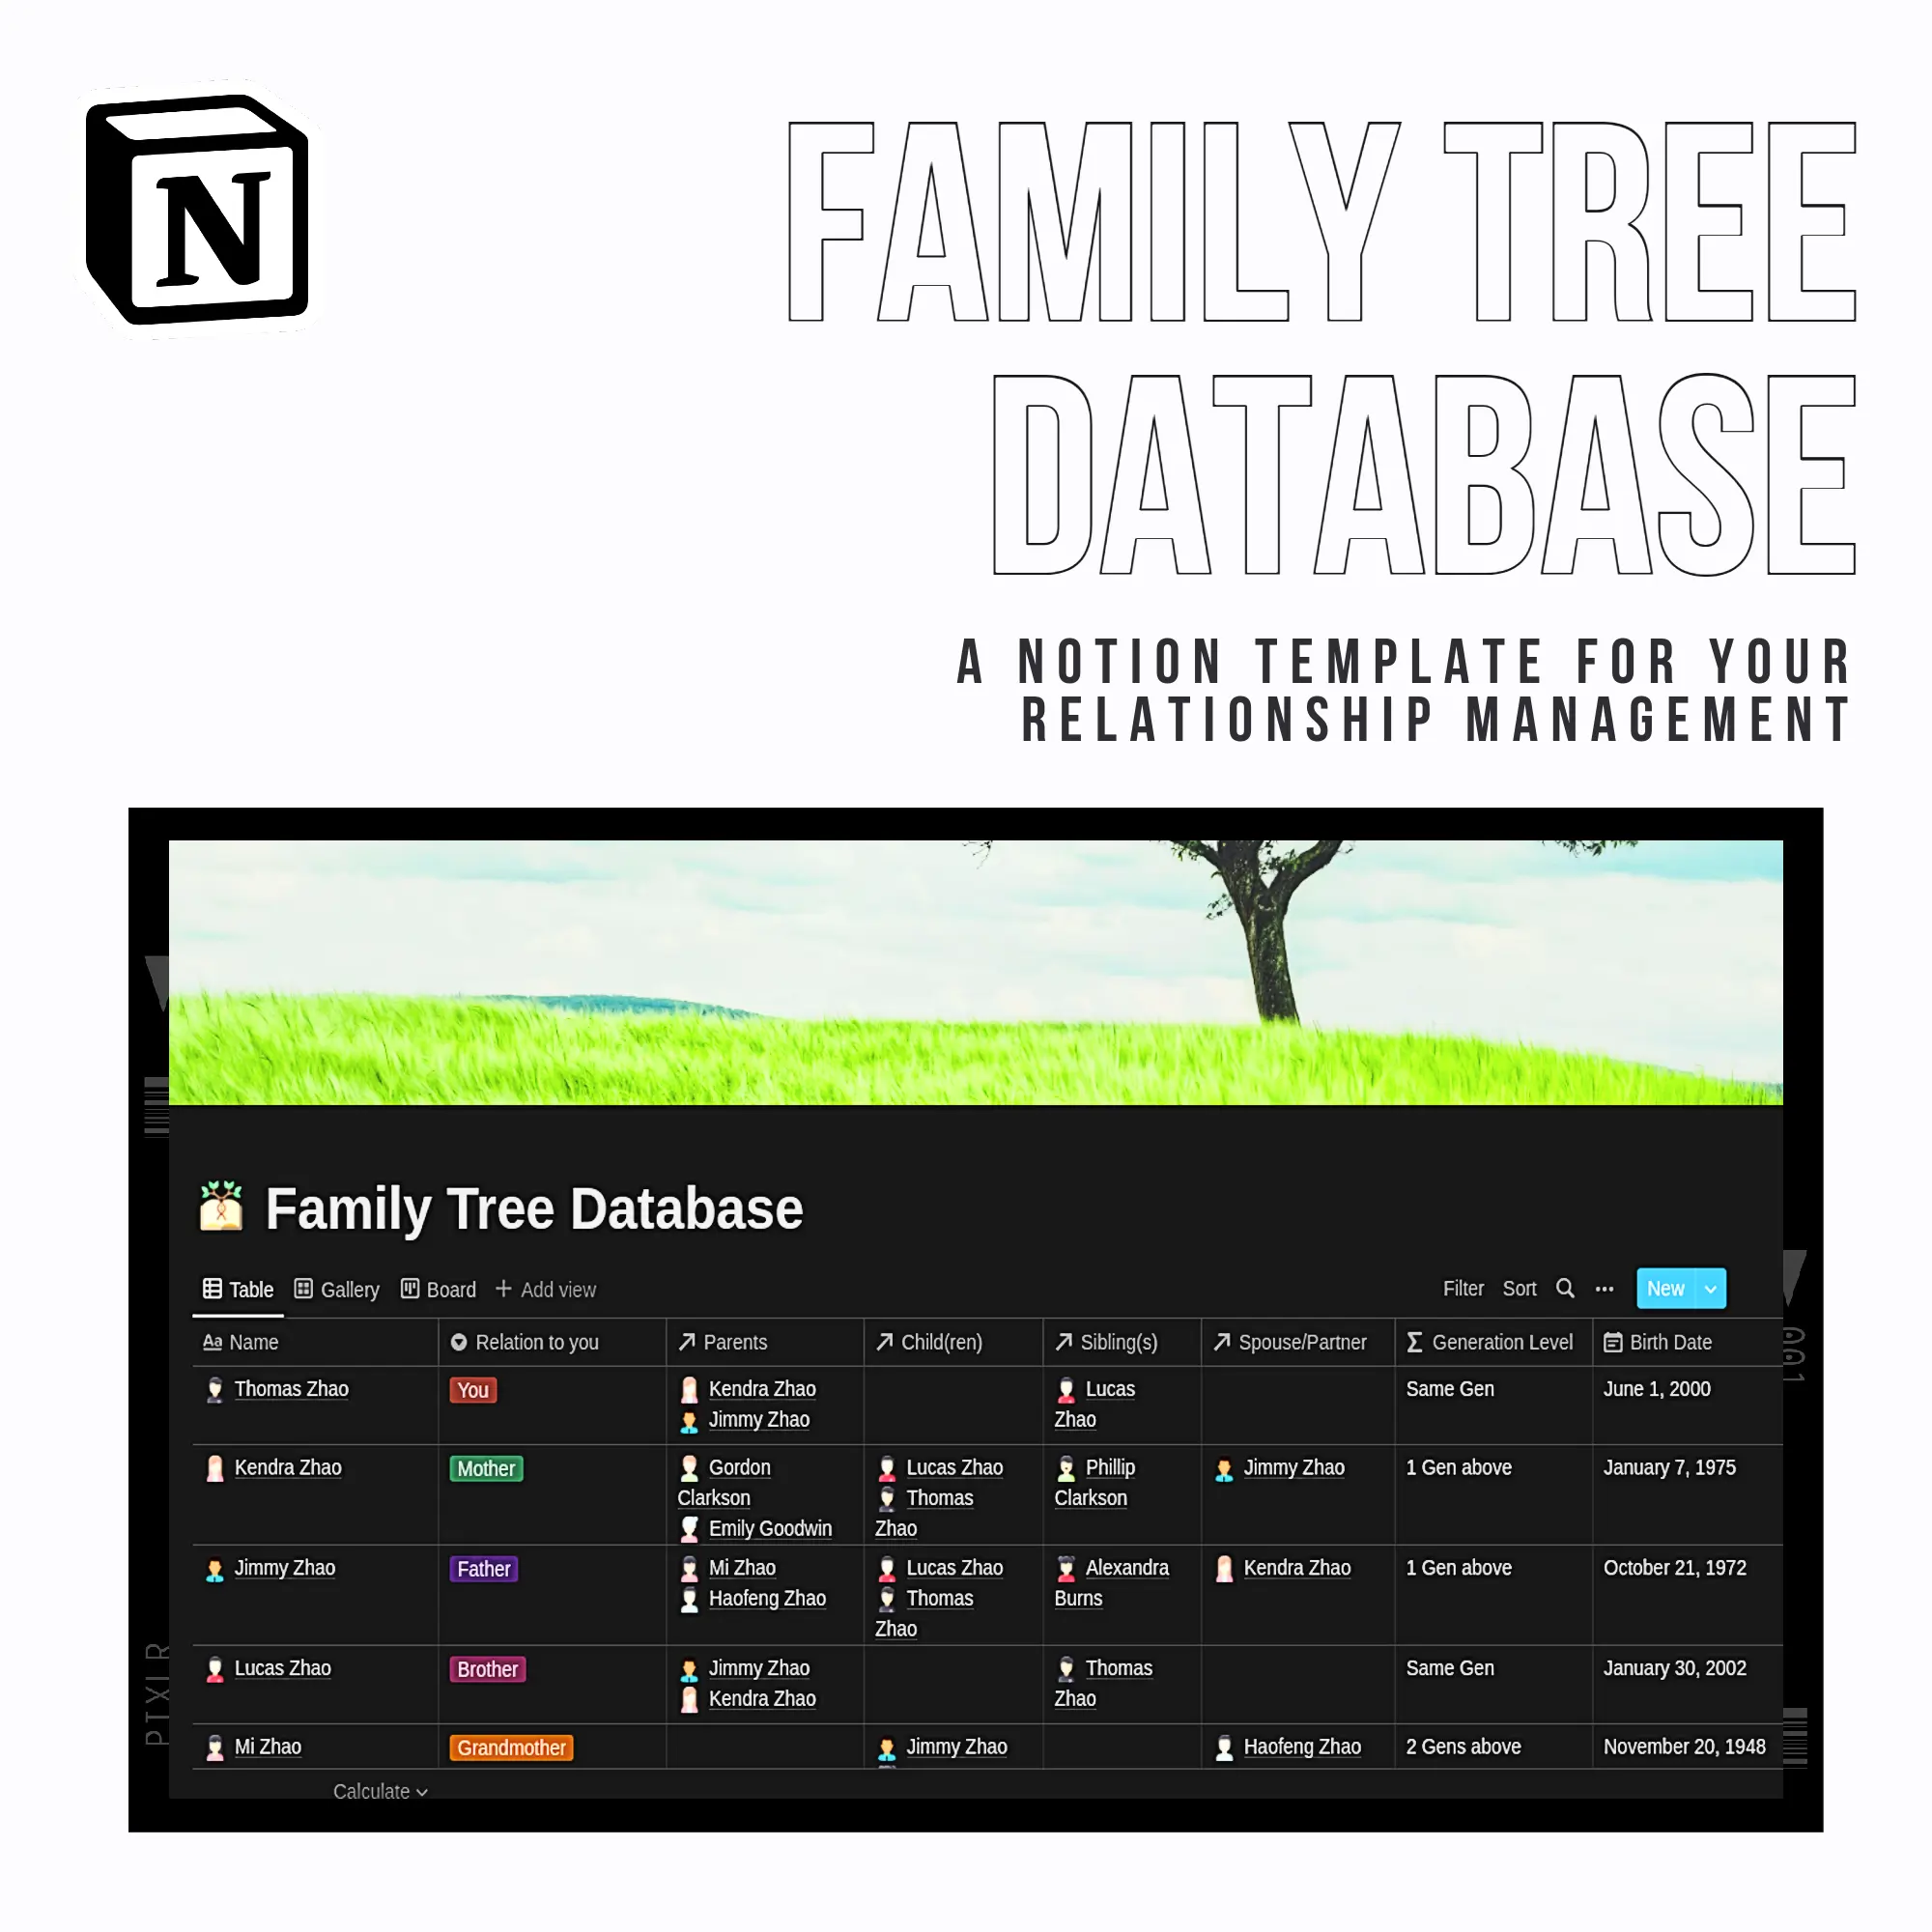 N
FAMILY TREE
DATABASE
A NOTION TEMPLATE FOR YOUR
RELATIONSHIP MANAGEMENT
Family Tree Database
Table Gallery Board + Add view Filter Sort ••• New
Aa Name Relation to you Parents Child(ren) Sibling(s) Spouse/Partner Σ Generation Level Birth Date
Thomas Zhao You Kendra Zhao Lucas Same Gen June 1, 2000
Jimmy Zhao Zhao
Kendra Zhao Mother Gordon Lucas Zhao Phillip Jimmy Zhao 1 Gen above January 7, 1975
Clarkson Thomas Clarkson
Emily Goodwin Zhao
Jimmy Zhao Father Mi Zhao Lucas Zhao Alexandra Kendra Zhao 1 Gen above October 21, 1972
Haofeng Zhao Thomas Burns
Zhao
Lucas Zhao Brother Jimmy Zhao Thomas Same Gen January 30, 2002
Kendra Zhao Zhao
Mi Zhao Grandmother Jimmy Zhao Haofeng Zhao 2 Gens above November 20, 1948
Calculate
PIXIR
001